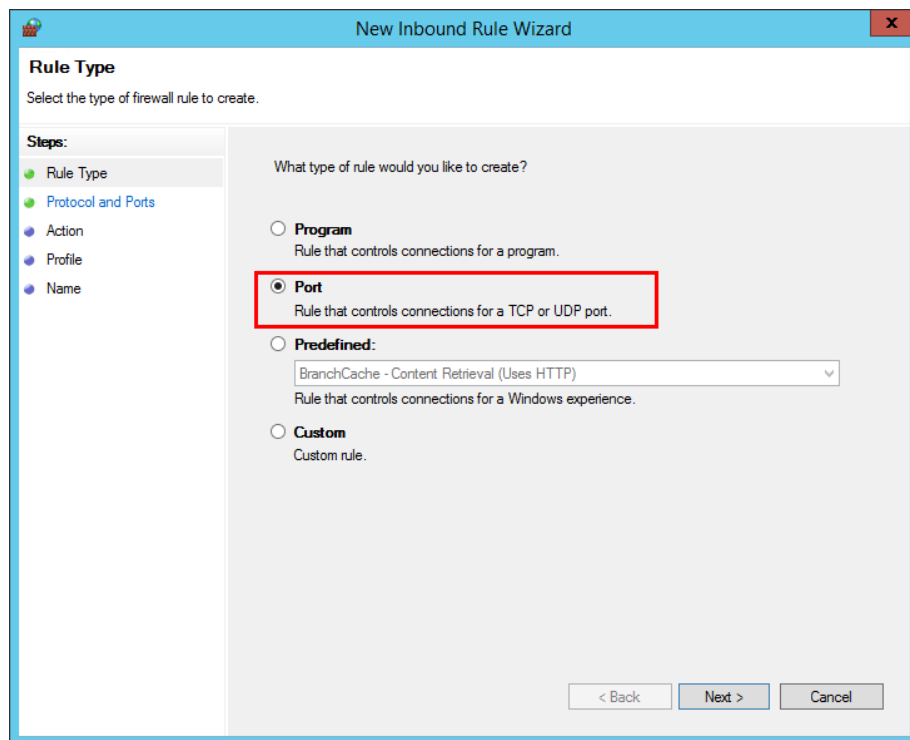 New Inbound Rule Wizard
x
Rule Type
Select the type of firewall rule to create.
Steps:
Rule Type
Protocol and Ports
Action
Profile
Name
What type of rule would you like to create?
Program
Rule that controls connections for a program.
Port
Rule that controls connections for a TCP or UDP port.
Predefined:
BranchCache - Content Retrieval (Uses HTTP)
Rule that controls connections for a Windows experience.
Custom
Custom rule.
< Back Next > Cancel